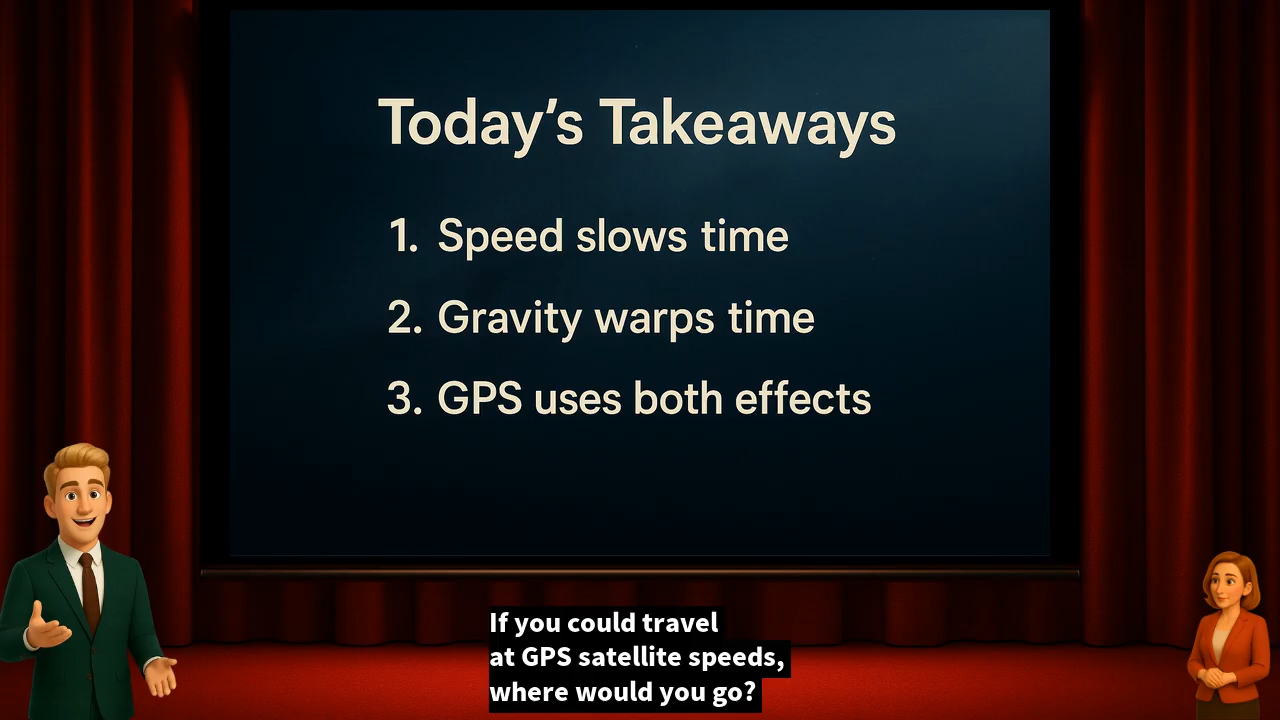 Today's Takeaways
1. Speed slows time
2. Gravity warps time
3. GPS uses both effects
If you could travel
at GPS satellite speeds,
where would you go?